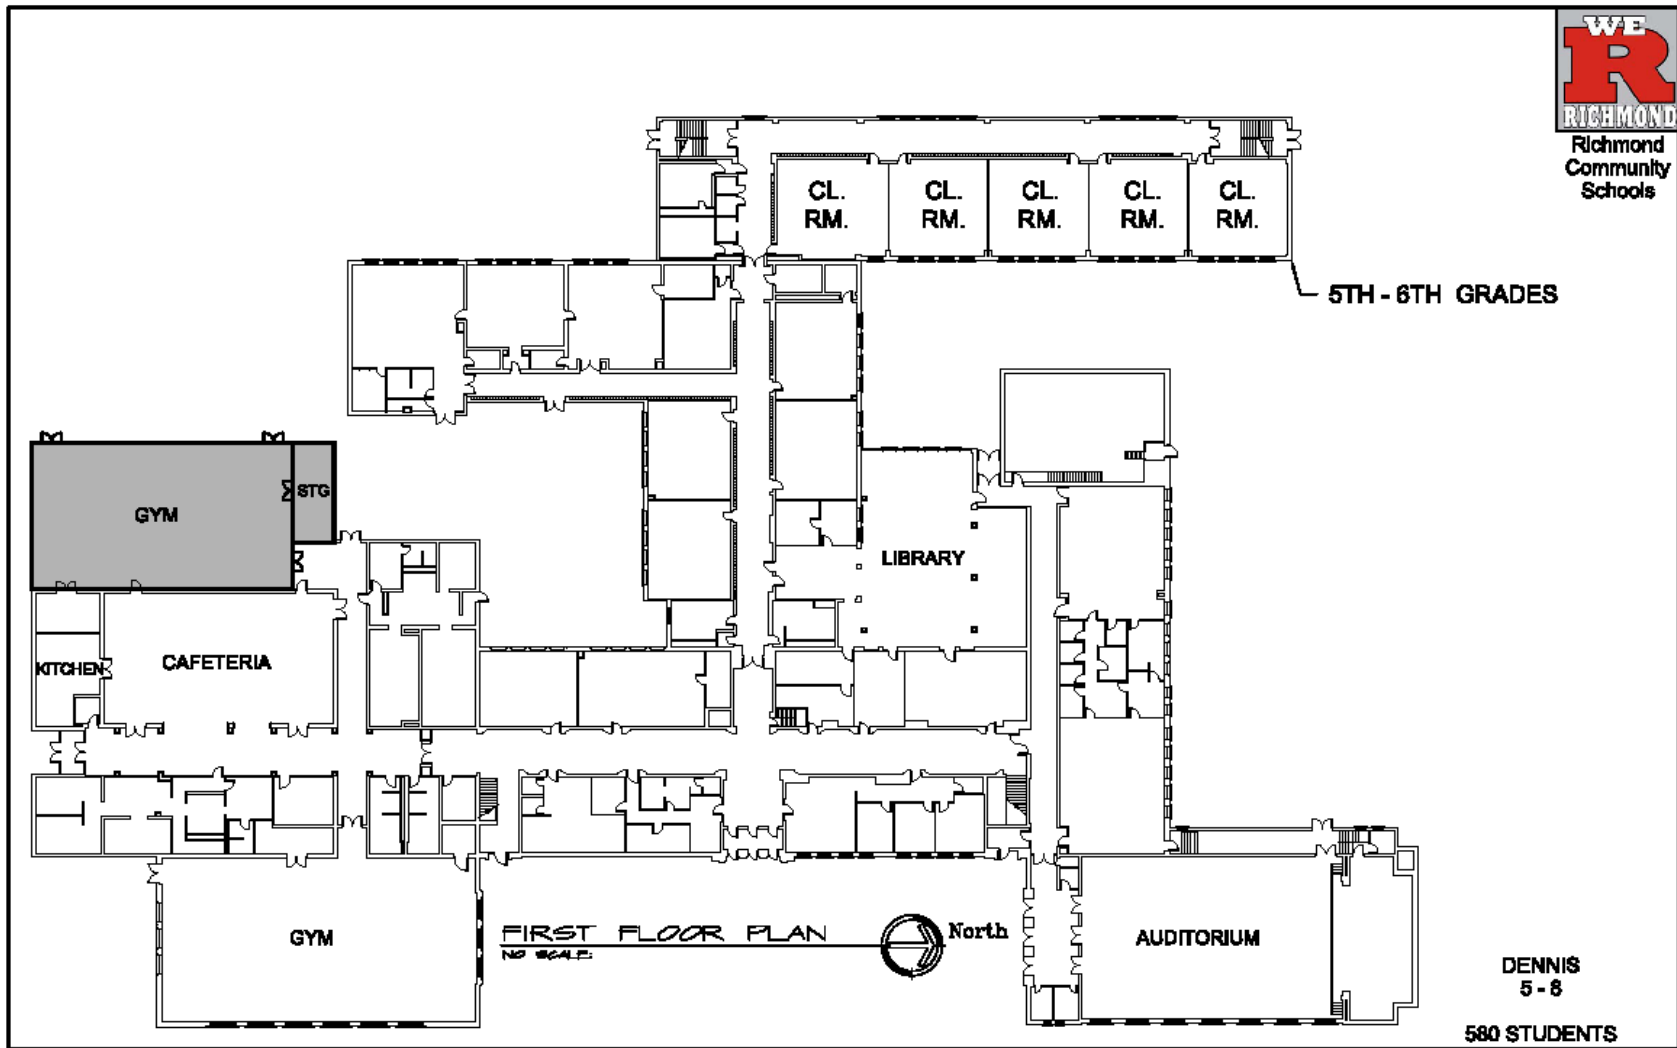 WE
R
RICHMOND
Richmond
Community
Schools
CL.
RM.
CL.
RM.
CL.
RM.
CL.
RM.
CL.
RM.
5TH - 6TH GRADES
GYM
STG
LIBRARY
KITCHEN
CAFETERIA
GYM
FIRST FLOOR PLAN
NO SCALE:
North
AUDITORIUM
DENNIS
5 - 8
580 STUDENTS